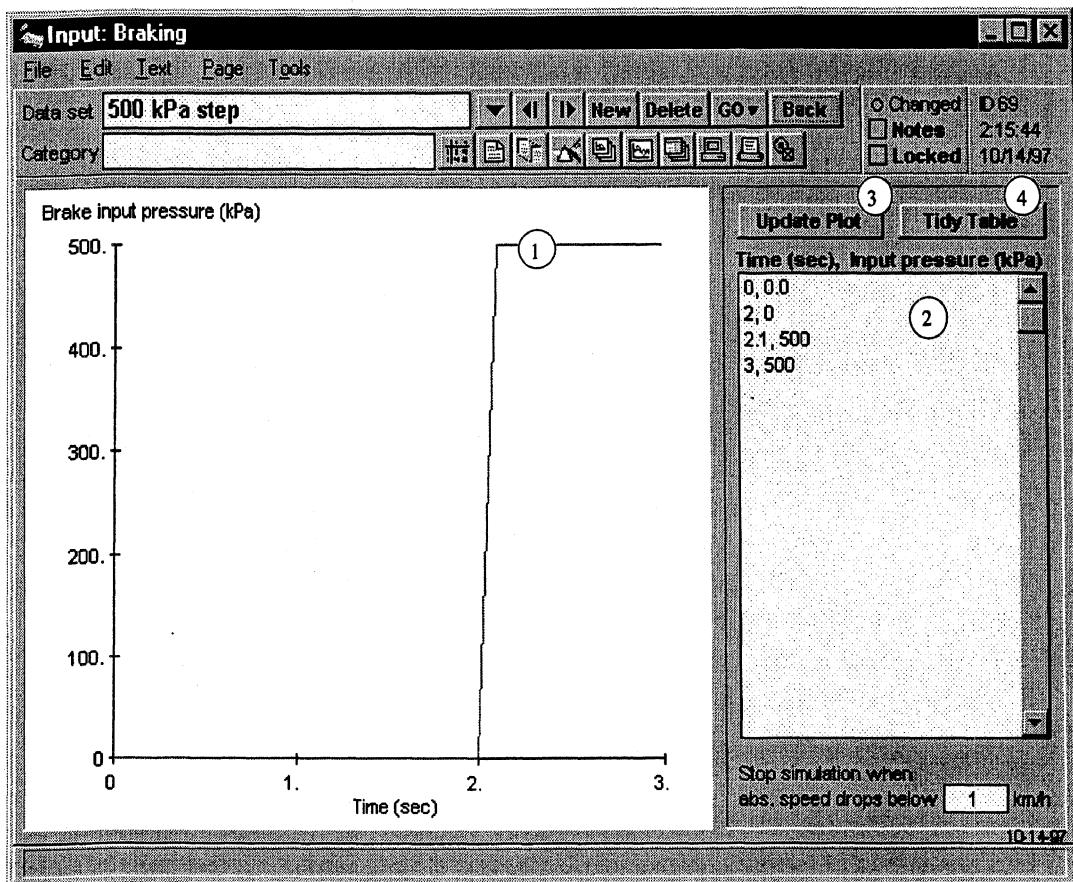 Input: Braking
File Edit Text Page Tools
Data set 500 kPa step New Delete GO Back
Category
Changed ID 69
Notes 2:15:44
Locked 10/14/97
Brake input pressure (kPa)
500.
400.
300.
200.
100.
0
0 1. 2. 3.
Time (sec)
1
3 4
Update Plot Tidy Table
Time (sec), Input pressure (kPa)
0, 0.0
2, 0
2.1, 500
3, 500
2
Stop simulation when
abs. speed drops below 1 km/h
10-14-97